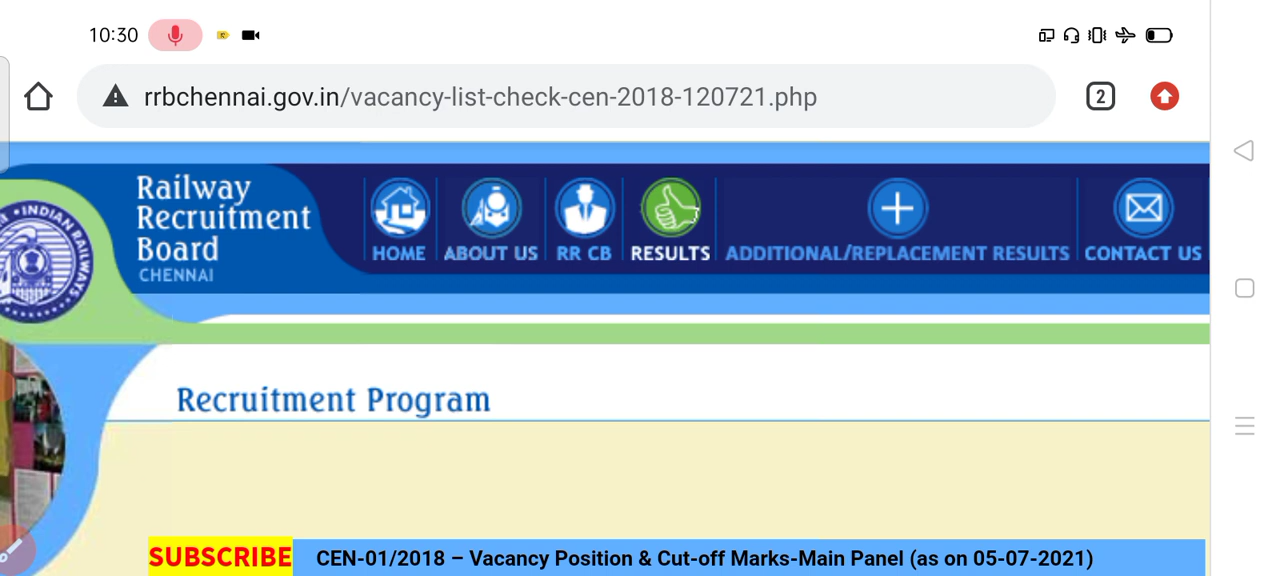 10:30
rrbchennai.gov.in/vacancy-list-check-cen-2018-120721.php
2
Railway
Recruitment
Board
CHENNAI
INDIAN RAILWAYS
HOME
ABOUT US
RR CB
RESULTS
ADDITIONAL/REPLACEMENT RESULTS
CONTACT US
Recruitment Program
SUBSCRIBE
CEN-01/2018 – Vacancy Position & Cut-off Marks-Main Panel (as on 05-07-2021)